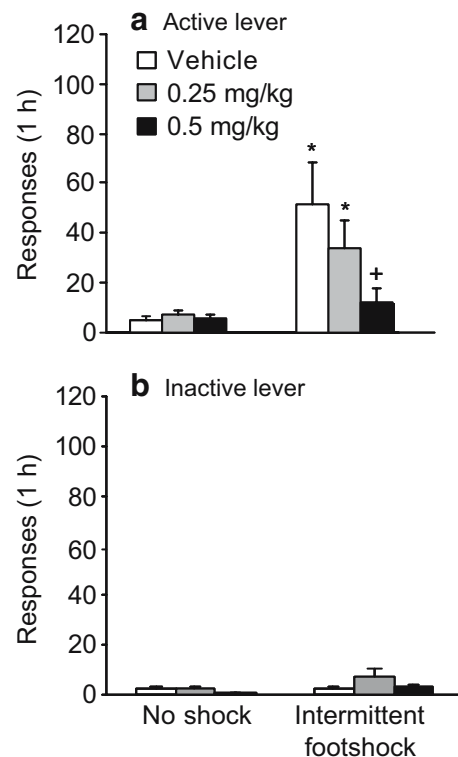 a Active lever
Vehicle
0.25 mg/kg
0.5 mg/kg
Responses (1 h)
120
100
80
60
40
20
0
*
*
+
b Inactive lever
Responses (1 h)
120
100
80
60
40
20
0
No shock
Intermittent
footshock